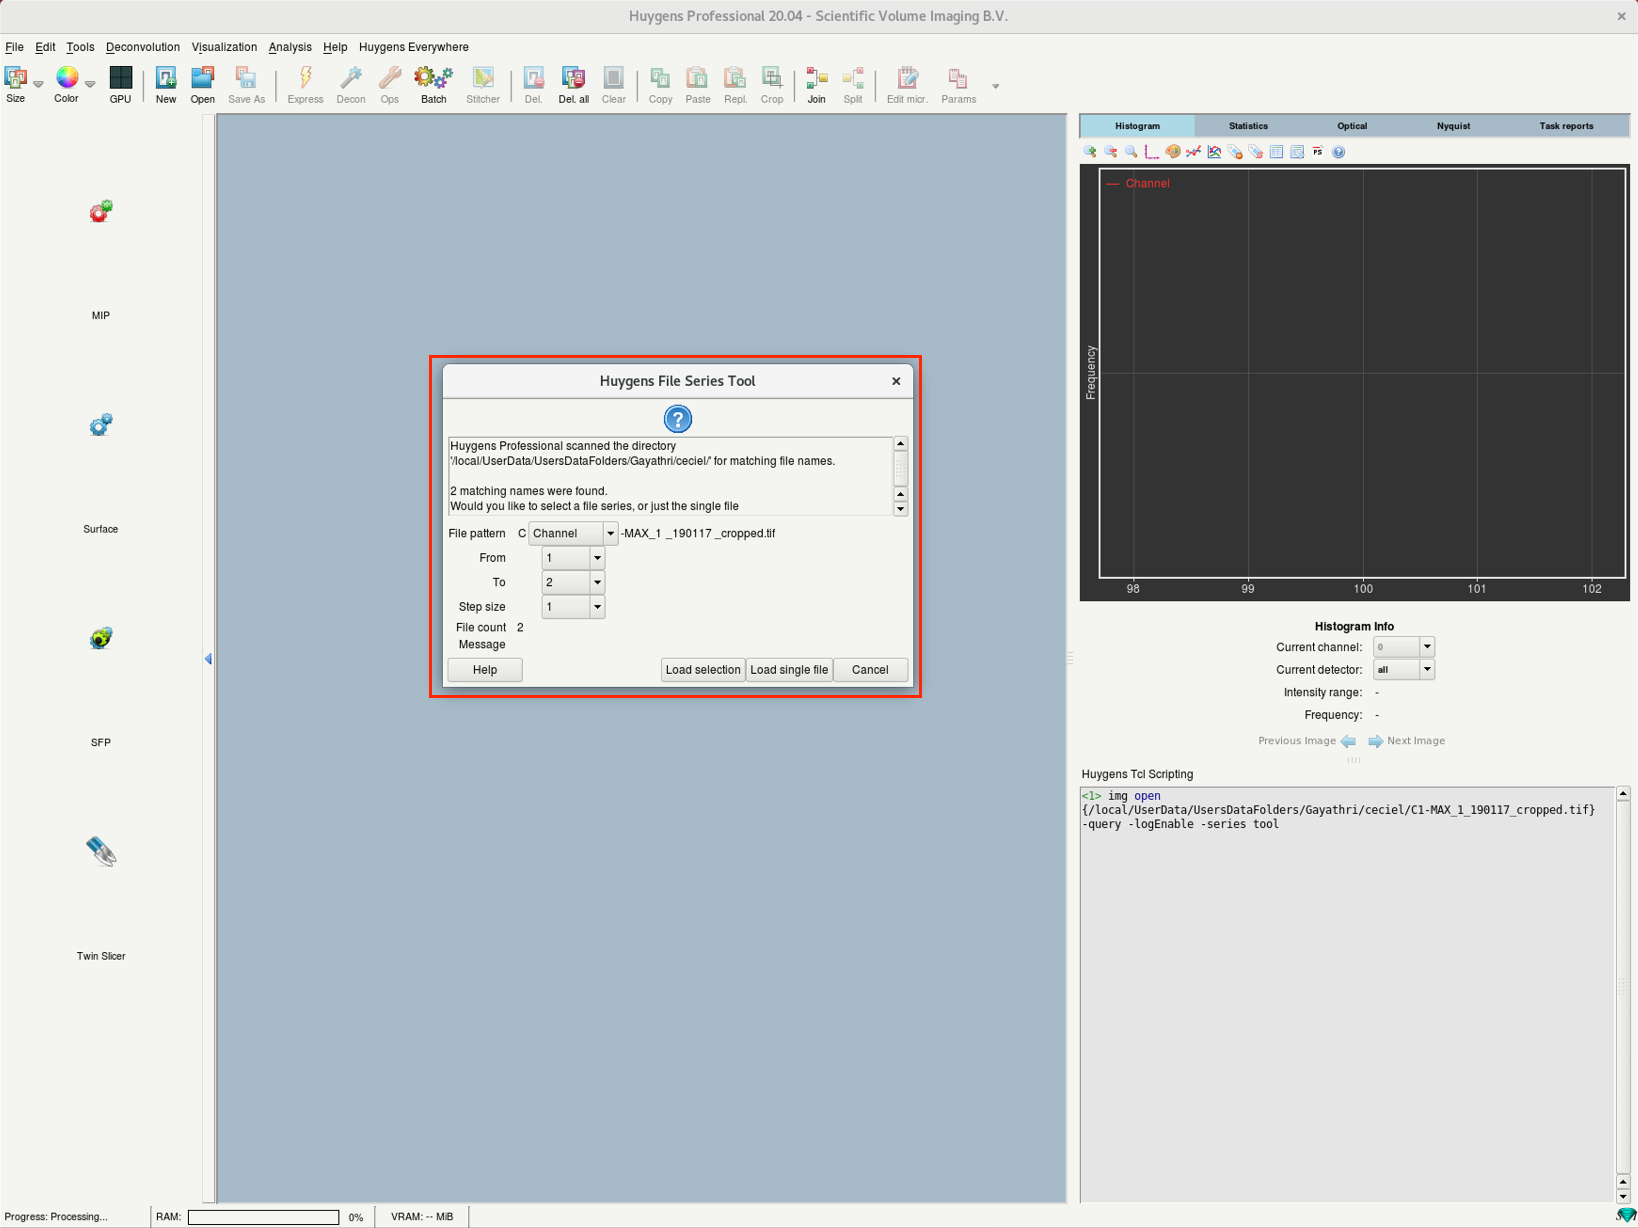 Huygens Professional 20.04 - Scientific Volume Imaging B.V.
File Edit Tools Deconvolution Visualization Analysis Help Huygens Everywhere
Size Color GPU New Open Save As Express Decon Ops Batch Stitcher Del. Del. all Clear Copy Paste Repl. Crop Join Split Edit micr. Params
MIP
Surface
SFP
Twin Slicer
Huygens File Series Tool
?
Huygens Professional scanned the directory
'/local/UserData/UsersDataFolders/Gayathri/ceciel/' for matching file names.
2 matching names were found.
Would you like to select a file series, or just the single file
File pattern C Channel -MAX_1 _190117 _cropped.tif
From 1
To 2
Step size 1
File count 2
Message
Help Load selection Load single file Cancel
Histogram Statistics Optical Nyquist Task reports
PS
Channel
Frequency
98 99 100 101 102
Histogram Info
Current channel: 0
Current detector: all
Intensity range: -
Frequency: -
Previous Image Next Image
Huygens Tcl Scripting
<1> img open
{/local/UserData/UsersDataFolders/Gayathri/ceciel/C1-MAX_1_190117_cropped.tif}
-query -logEnable -series tool
Progress: Processing... RAM: 0% VRAM: -- MiB